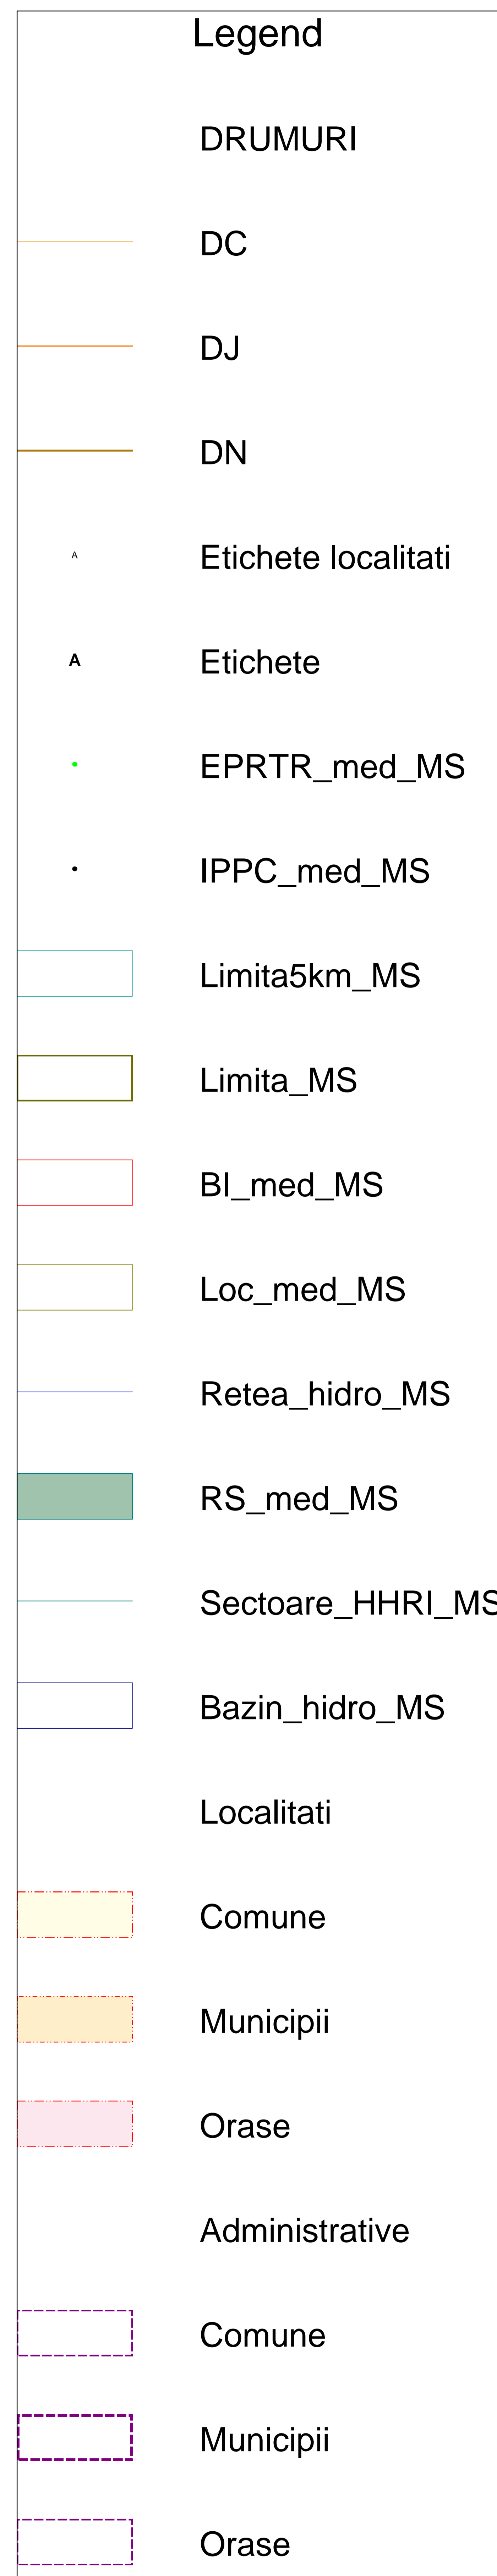 Legend
DRUMURI
DC
DJ
DN
A Etichete localitati
A Etichete
EPRTR_med_MS
IPPC_med_MS
Limita5km_MS
Limita_MS
BI_med_MS
Loc_med_MS
Retea_hidro_MS
RS_med_MS
Sectoare_HHRI_MS
Bazin_hidro_MS
Localitati
Comune
Municipii
Orase
Administrative
Comune
Municipii
Orase